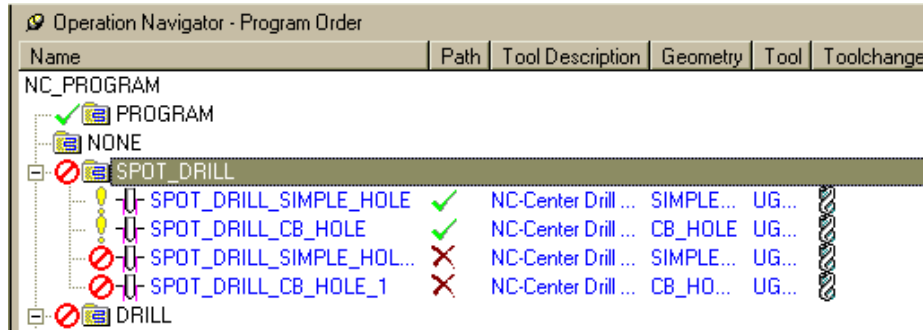 Operation Navigator - Program Order
Name Path Tool Description Geometry Tool Toolchange
NC_PROGRAM
PROGRAM
NONE
SPOT_DRILL
SPOT_DRILL_SIMPLE_HOLE NC-Center Drill ... SIMPLE... UG...
SPOT_DRILL_CB_HOLE NC-Center Drill ... CB_HOLE UG...
SPOT_DRILL_SIMPLE_HOL... NC-Center Drill ... SIMPLE... UG...
SPOT_DRILL_CB_HOLE_1 NC-Center Drill ... CB_HO... UG...
DRILL